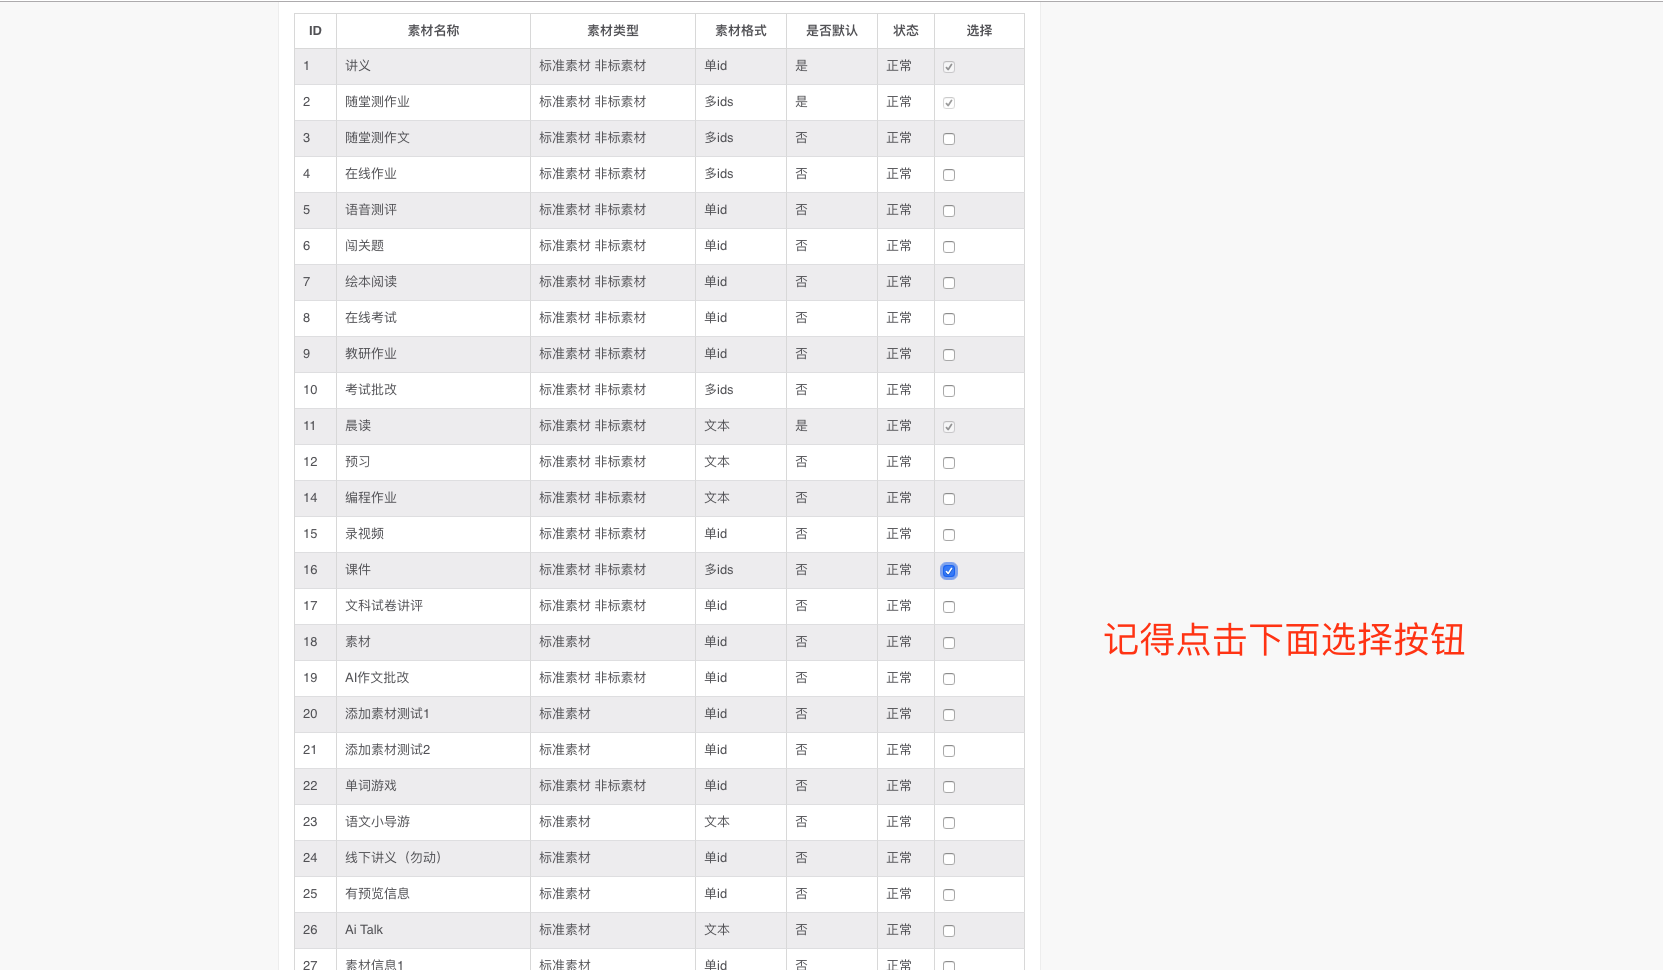 ID 素材名称 素材类型 素材格式 是否默认 状态 选择
1 讲义 标准素材 非标素材 单id 是 正常
2 随堂测作业 标准素材 非标素材 多ids 是 正常
3 随堂测作文 标准素材 非标素材 多ids 否 正常
4 在线作业 标准素材 非标素材 多ids 否 正常
5 语音测评 标准素材 非标素材 单id 否 正常
6 闯关题 标准素材 非标素材 单id 否 正常
7 绘本阅读 标准素材 非标素材 单id 否 正常
8 在线考试 标准素材 非标素材 单id 否 正常
9 教研作业 标准素材 非标素材 单id 否 正常
10 考试批改 标准素材 非标素材 多ids 否 正常
11 晨读 标准素材 非标素材 文本 是 正常
12 预习 标准素材 非标素材 文本 否 正常
14 编程作业 标准素材 非标素材 文本 否 正常
15 录视频 标准素材 非标素材 单id 否 正常
16 课件 标准素材 非标素材 多ids 否 正常
17 文科试卷讲评 标准素材 非标素材 单id 否 正常
18 素材 标准素材 非标素材 单id 否 正常
记得点击下面选择按钮
19 AI作文批改 标准素材 非标素材 单id 否 正常
20 添加素材测试1 标准素材 单id 否 正常
21 添加素材测试2 标准素材 单id 否 正常
22 单词游戏 标准素材 非标素材 单id 否 正常
23 语文小导游 标准素材 文本 否 正常
24 线下讲义（勿动） 标准素材 单id 否 正常
25 有预览信息 标准素材 单id 否 正常
26 Ai Talk 标准素材 文本 否 正常
27 素材信息1 标准素材 单id 否 正常